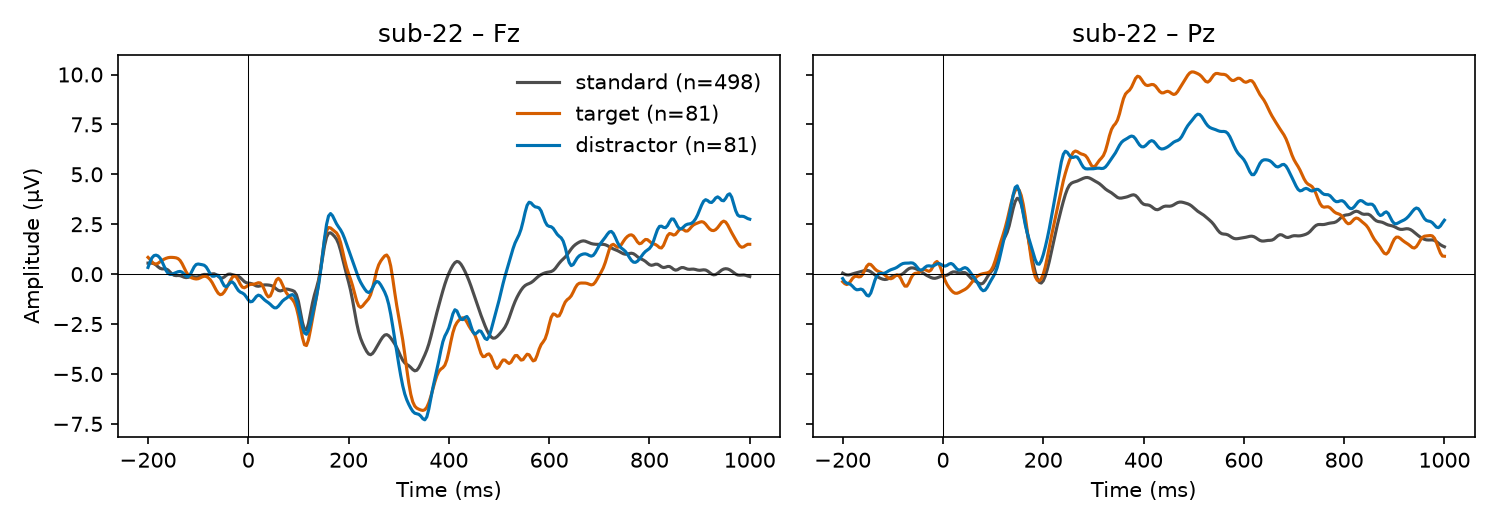 sub-22 – Fz
sub-22 – Pz
standard (n=498)
target (n=81)
distractor (n=81)
Amplitude (µV)
10.0
7.5
5.0
2.5
0.0
−2.5
−5.0
−7.5
−200 0 200 400 600 800 1000
−200 0 200 400 600 800 1000
Time (ms)
Time (ms)